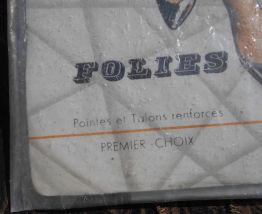 FOLIES
Pointes et Talons renforcés
PREMIER-CHOIX